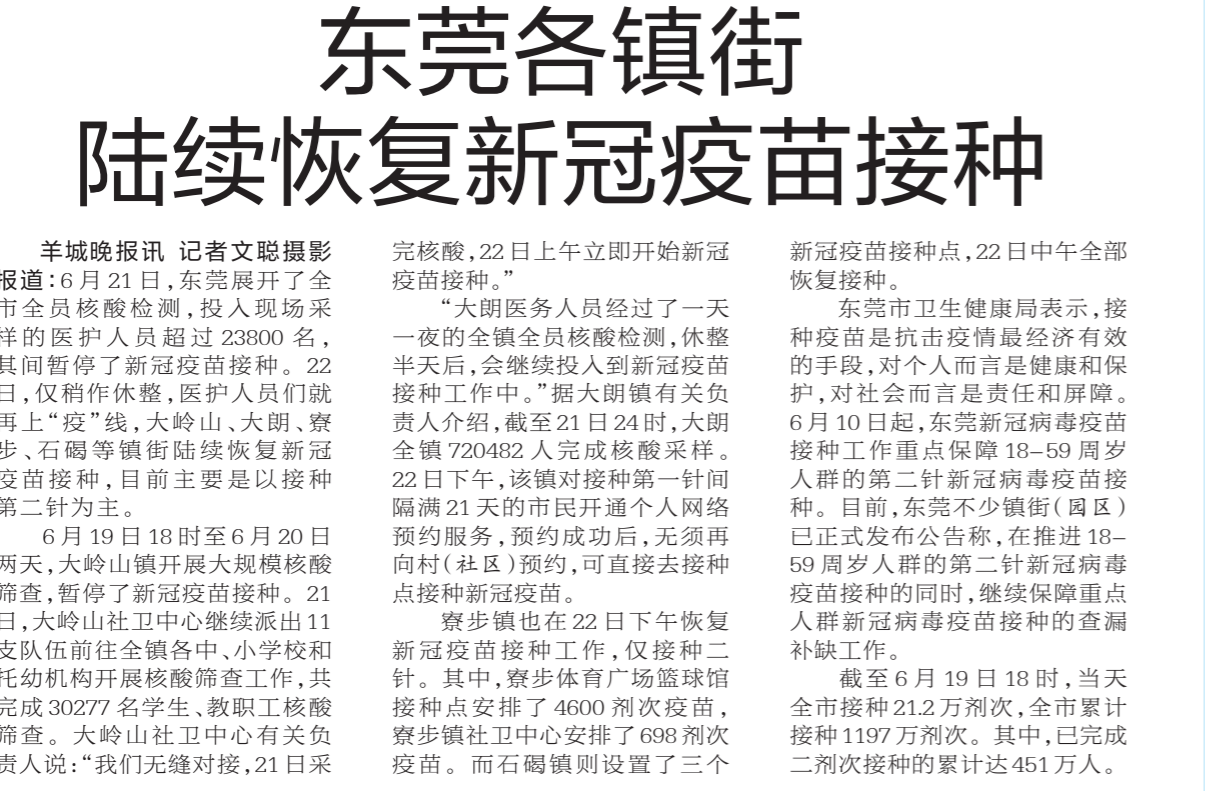 东莞各镇街
陆续恢复新冠疫苗接种
羊城晚报讯 记者文聪摄影
报道：6月21日，东莞展开了全
市全员核酸检测，投入现场采
样的医护人员超过23800名，
其间暂停了新冠疫苗接种。22
日，仅稍作休整，医护人员们就
再上“疫”线，大岭山、大朗、寮
步、石碣等镇街陆续恢复新冠
疫苗接种，目前主要是以接种
第二针为主。
6月19日18时至6月20日
两天，大岭山镇开展大规模核酸
筛查，暂停了新冠疫苗接种。21
日，大岭山社卫中心继续派出11
支队伍前往全镇各中、小学校和
托幼机构开展核酸筛查工作，共
完成30277名学生、教职工核酸
筛查。大岭山社卫中心有关负
责人说：“我们无缝对接，21日采
完核酸，22日上午立即开始新冠
疫苗接种。”
“大朗医务人员经过了一天
一夜的全镇全员核酸检测，休整
半天后，会继续投入到新冠疫苗
接种工作中。”据大朗镇有关负
责人介绍，截至21日24时，大朗
全镇720482人完成核酸采样。
22日下午，该镇对接种第一针间
隔满21天的市民开通个人网络
预约服务，预约成功后，无须再
向村（社区）预约，可直接去接种
点接种新冠疫苗。
寮步镇也在22日下午恢复
新冠疫苗接种工作，仅接种二
针。其中，寮步体育广场篮球馆
接种点安排了4600剂次疫苗，
寮步镇社卫中心安排了698剂次
疫苗。而石碣镇则设置了三个
新冠疫苗接种点，22日中午全部
恢复接种。
东莞市卫生健康局表示，接
种疫苗是抗击疫情最经济有效
的手段，对个人而言是健康和保
护，对社会而言是责任和屏障。
6月10日起，东莞新冠病毒疫苗
接种工作重点保障18–59周岁
人群的第二针新冠病毒疫苗接
种。目前，东莞不少镇街（园区）
已正式发布公告称，在推进18–
59周岁人群的第二针新冠病毒
疫苗接种的同时，继续保障重点
人群新冠病毒疫苗接种的查漏
补缺工作。
截至6月19日18时，当天
全市接种21.2万剂次，全市累计
接种1197万剂次。其中，已完成
二剂次接种的累计达451万人。